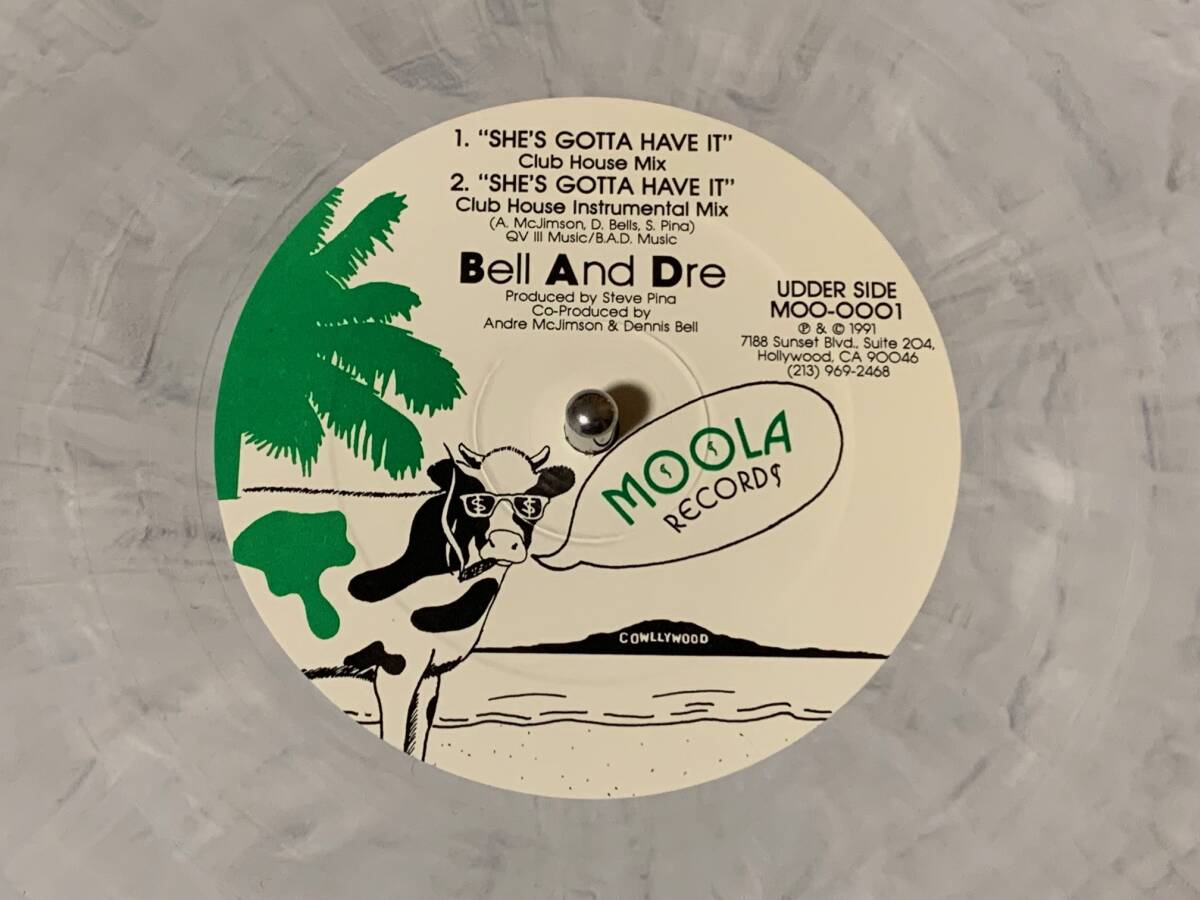 1. "SHE'S GOTTA HAVE IT"
Club House Mix
2. "SHE'S GOTTA HAVE IT"
Club House Instrumental Mix
(A. McJimson, D. Bells, S. Pina)
QV III Music/B.A.D. Music
Bell And Dre
Produced by Steve Pina
Co-Produced by
Andre McJimson & Dennis Bell
UDDER SIDE
MOO-0001
℗ & © 1991
7188 Sunset Blvd., Suite 204,
Hollywood, CA 90046
(213) 969-2468
MOOLA
RECORD$
$ $
COWLLYWOOD